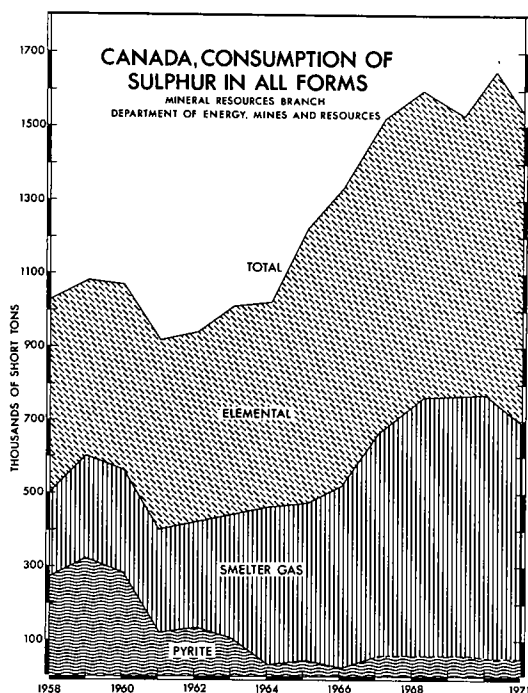 CANADA, CONSUMPTION OF
SULPHUR IN ALL FORMS
MINERAL RESOURCES BRANCH
DEPARTMENT OF ENERGY, MINES AND RESOURCES
THOUSANDS OF SHORT TONS
1700
1500
1300
1100
900
700
500
300
100
TOTAL
ELEMENTAL
SMELTER GAS
PYRITE
1958
1960
1962
1964
1966
1968